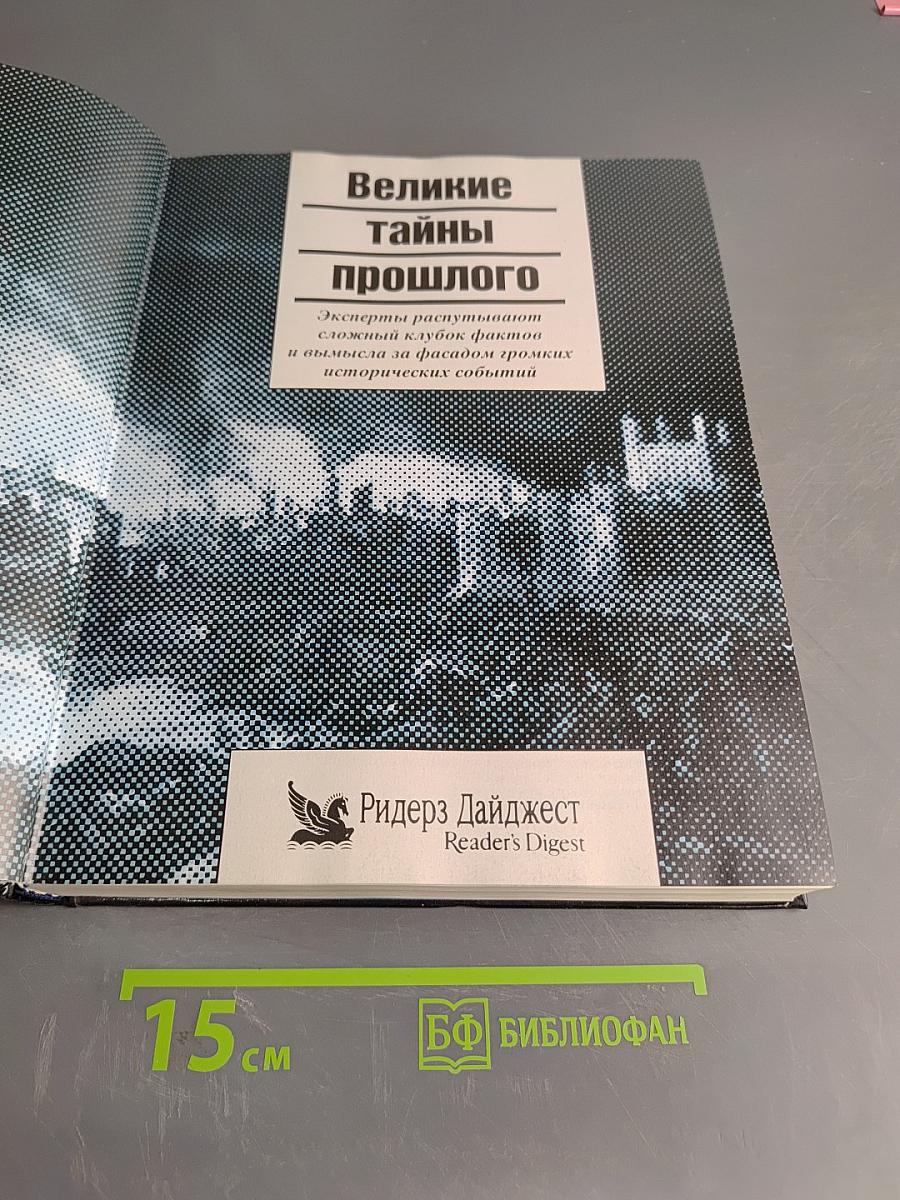 Великие
тайны
прошлого
Эксперты распутывают
сложный клубок фактов
и вымысла за фасадом громких
исторических событий
Ридерз Дайджест
Reader's Digest
15 см
БФ БИБЛИОФАН